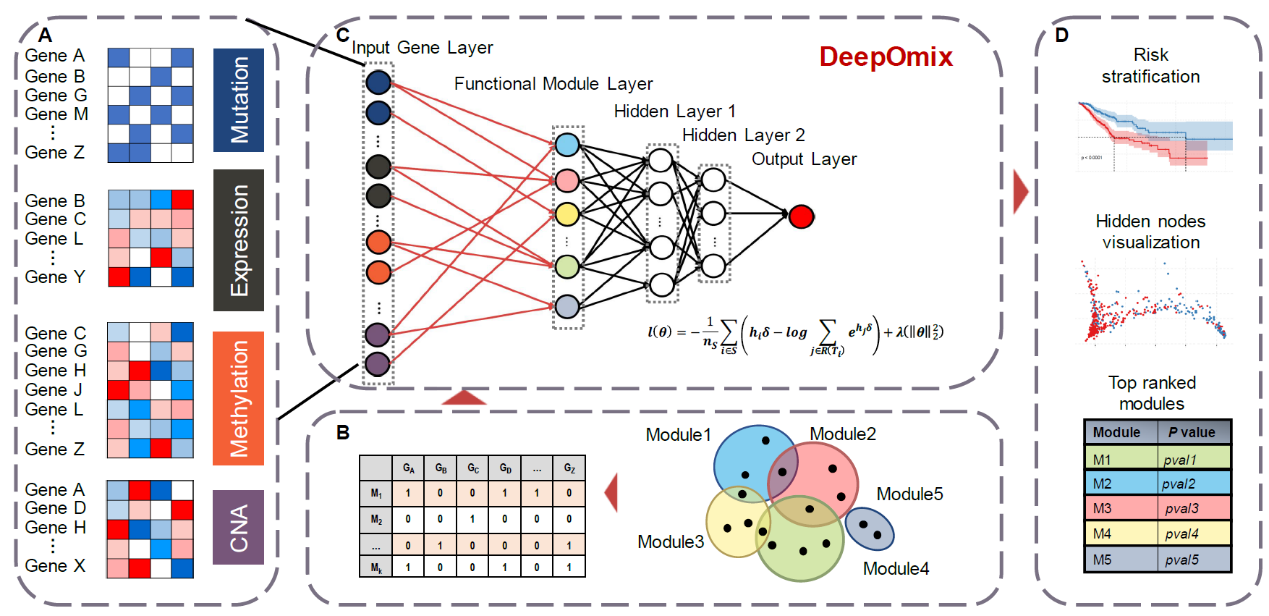 A
Gene A
Gene B
Gene G
Gene M
⋮
Gene Z
Mutation
Gene B
Gene C
Gene L
⋮
Gene Y
Expression
Gene C
Gene G
Gene H
Gene J
Gene L
⋮
Gene Z
Methylation
Gene A
Gene D
Gene H
⋮
Gene X
CNA
C
Input Gene Layer
DeepOmix
Functional Module Layer
Hidden Layer 1
Hidden Layer 2
Output Layer
l(θ) = − 1/n_S ∑_{i∈S} ( h_i δ − log ∑_{j∈R(T_i)} e^{h_j δ} ) + λ(‖θ‖₂²)
B
G_A G_B G_C G_D ... G_Z
M_1 1 0 0 1 1 0
M_2 0 0 1 0 0 0
... 0 1 0 0 0 1
M_k 1 0 0 1 0 1
Module1
Module2
Module5
Module3
Module4
D
Risk
stratification
p < 0.0001
Hidden nodes
visualization
Top ranked
modules
Module P value
M1 pval1
M2 pval2
M3 pval3
M4 pval4
M5 pval5